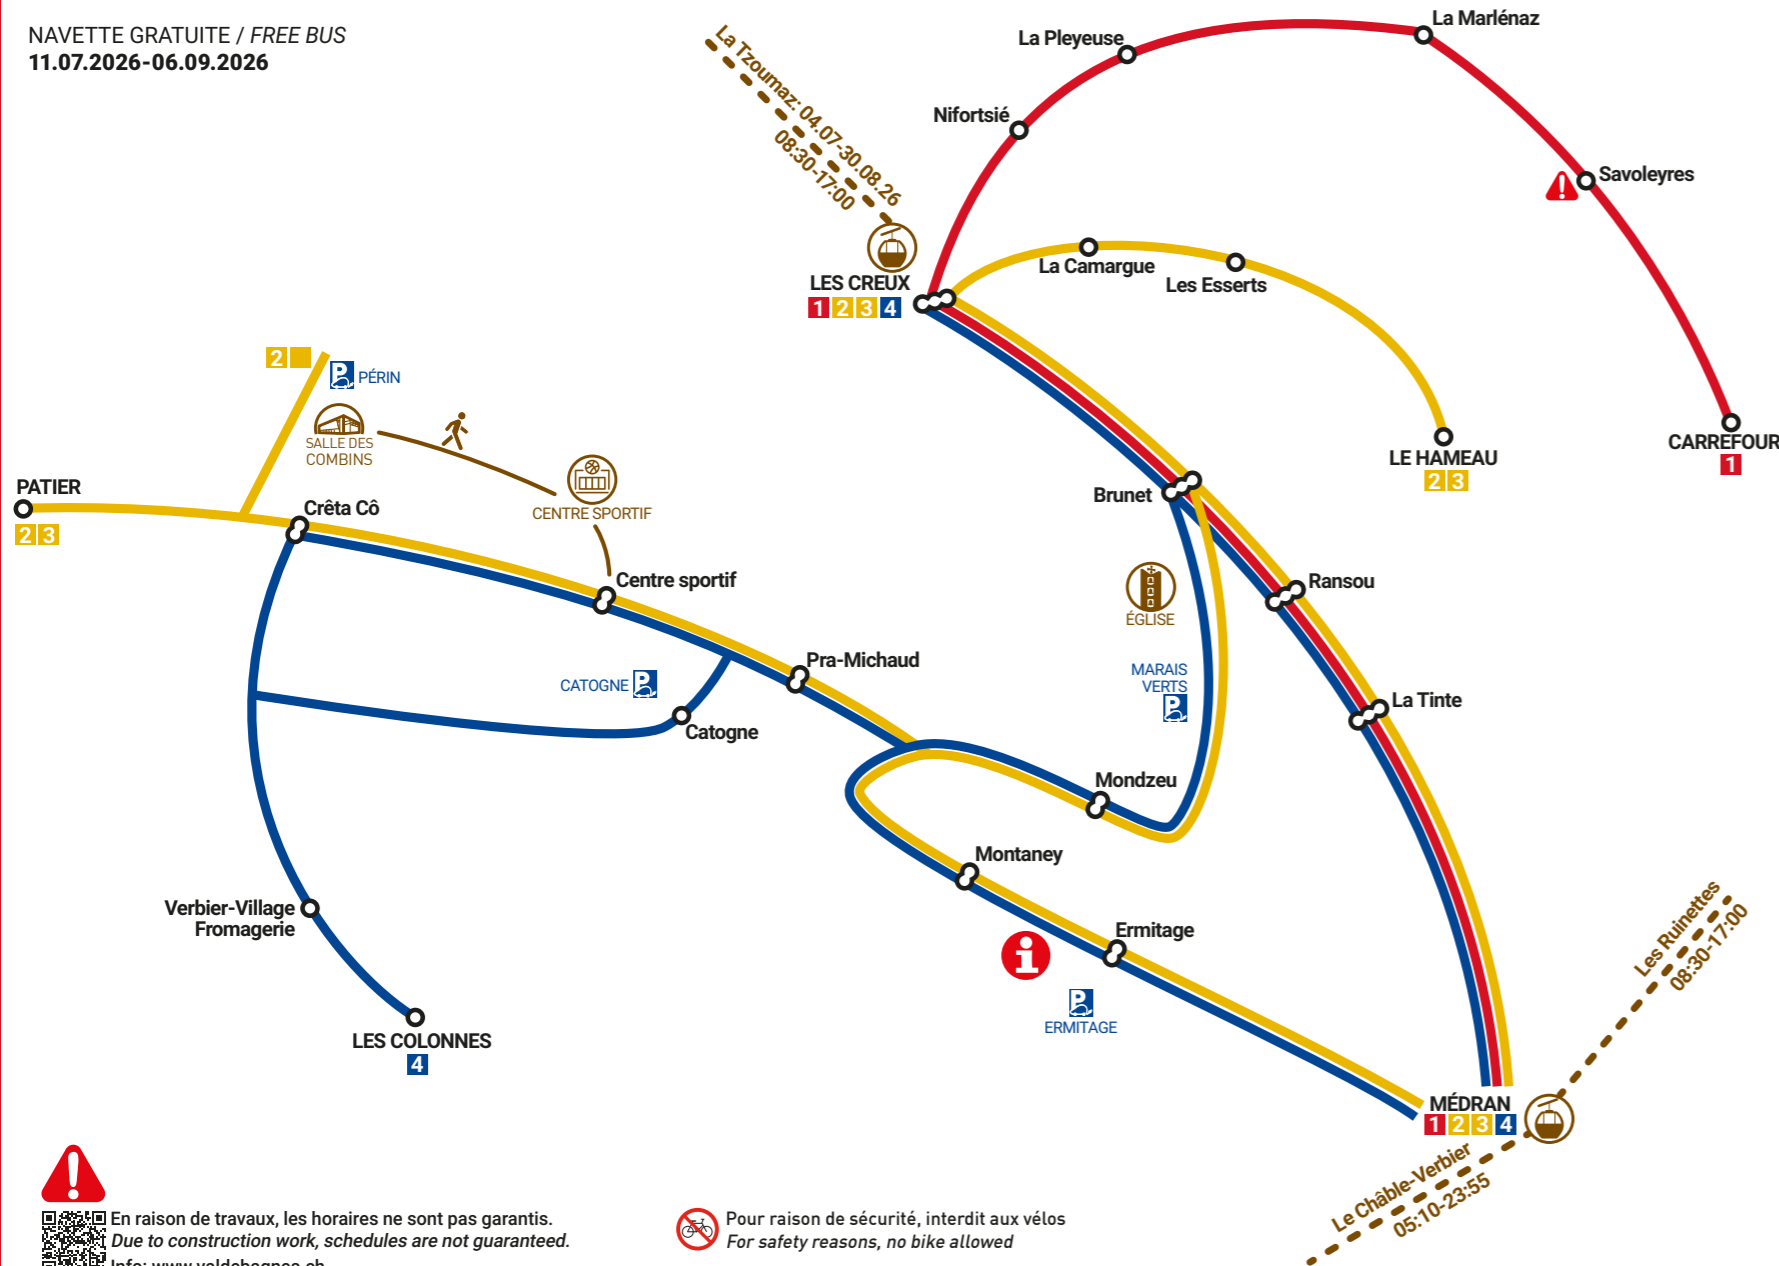 NAVETTE GRATUITE / FREE BUS
11.07.2026-06.09.2026
La Tzoumaz: 04.07-30.08.26
08:30-17:00
La Pleyeuse
La Marlénaz
Nifortsié
Savoleyres
LES CREUX
1 2 3 4
La Camargue
Les Esserts
CARREFOUR
1
LE HAMEAU
2 3
2
P PÉRIN
SALLE DES
COMBINS
CENTRE SPORTIF
PATIER
2 3
Crêta Cô
Centre sportif
Pra-Michaud
CATOGNE P
Catogne
Brunet
Ransou
ÉGLISE
MARAIS
VERTS
P
La Tinte
Mondzeu
Montaney
Ermitage
i
P
ERMITAGE
Verbier-Village
Fromagerie
LES COLONNES
4
Les Ruinettes
08:30-17:00
MÉDRAN
1 2 3 4
Le Châble-Verbier
05:10-23:55
En raison de travaux, les horaires ne sont pas garantis.
Due to construction work, schedules are not guaranteed.
Info: www.valdebagnes.ch
Pour raison de sécurité, interdit aux vélos
For safety reasons, no bike allowed